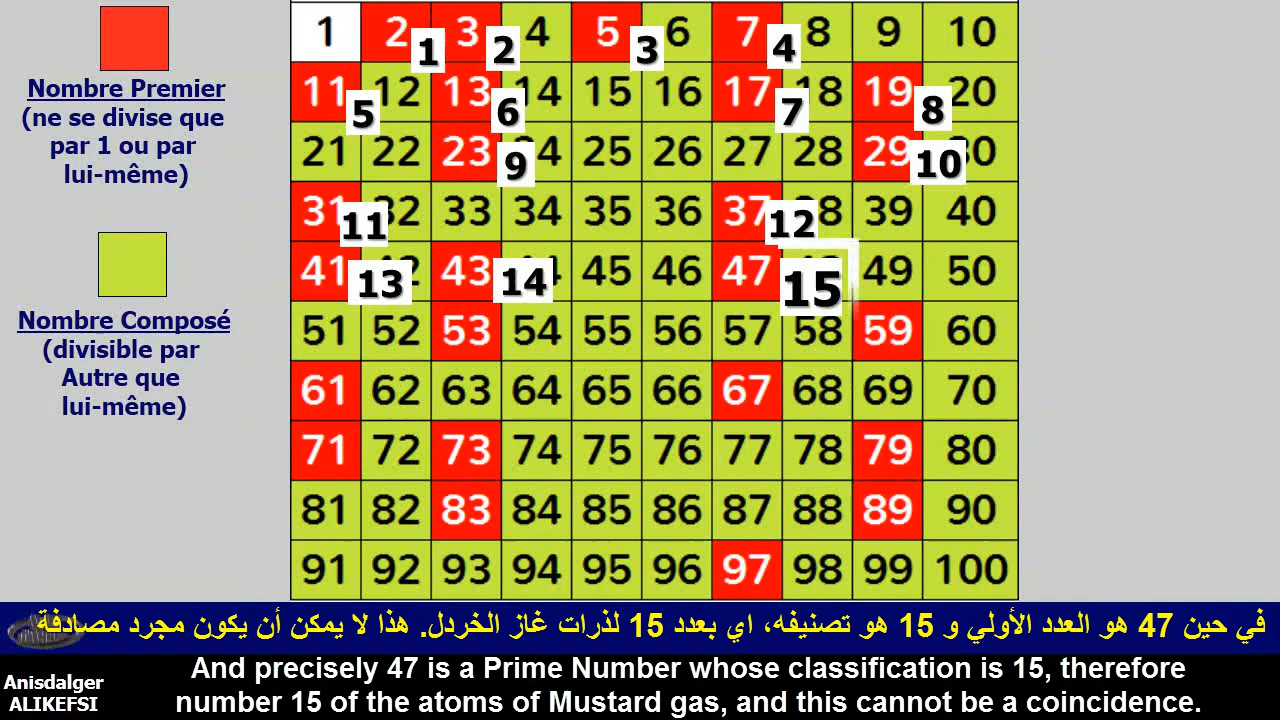 Nombre Premier
(ne se divise que
par 1 ou par
lui-même)
Nombre Composé
(divisible par
Autre que
lui-même)
1 2 1 3 2 4 5 3 6 7 4 8 9 10
11 5 12 13 6 14 15 16 17 7 18 19 8 20
21 22 23 9 24 25 26 27 28 29 10 30
31 11 32 33 34 35 36 37 12 38 39 40
41 13 42 43 14 44 45 46 47 15 49 50
51 52 53 54 55 56 57 58 59 60
61 62 63 64 65 66 67 68 69 70
71 72 73 74 75 76 77 78 79 80
81 82 83 84 85 86 87 88 89 90
91 92 93 94 95 96 97 98 99 100
في حين 47 هو العدد الأولي و 15 هو تصنيفه، اي بعدد 15 لذرات غاز الخردل. هذا لا يمكن أن يكون مجرد مصادفة
Anisdalger
ALIKEFSI
And precisely 47 is a Prime Number whose classification is 15, therefore
number 15 of the atoms of Mustard gas, and this cannot be a coincidence.